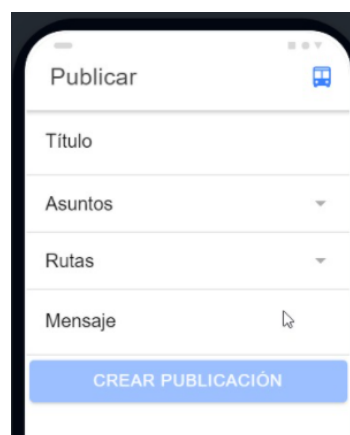 Publicar
Título
Asuntos
Rutas
Mensaje
CREAR PUBLICACIÓN